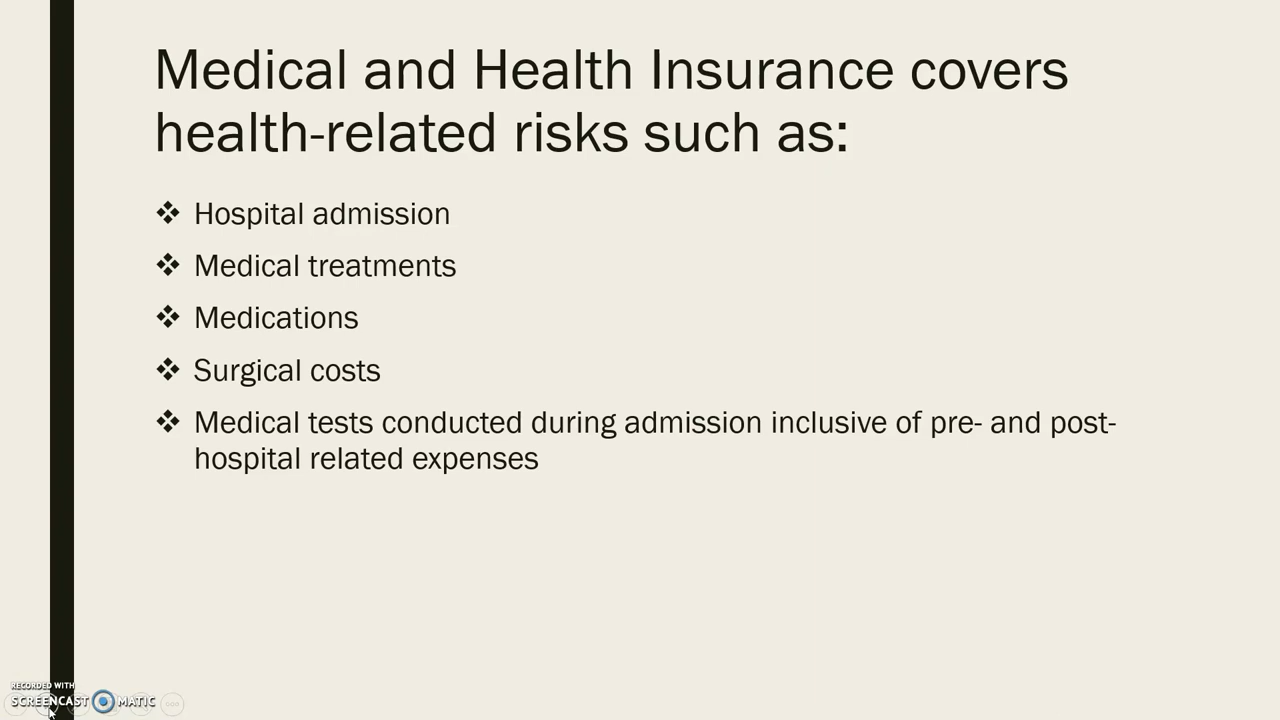 Medical and Health Insurance covers
health-related risks such as:
❖ Hospital admission
❖ Medical treatments
❖ Medications
❖ Surgical costs
❖ Medical tests conducted during admission inclusive of pre- and post-
hospital related expenses
RECORDED WITH
SCREENCAST MATIC